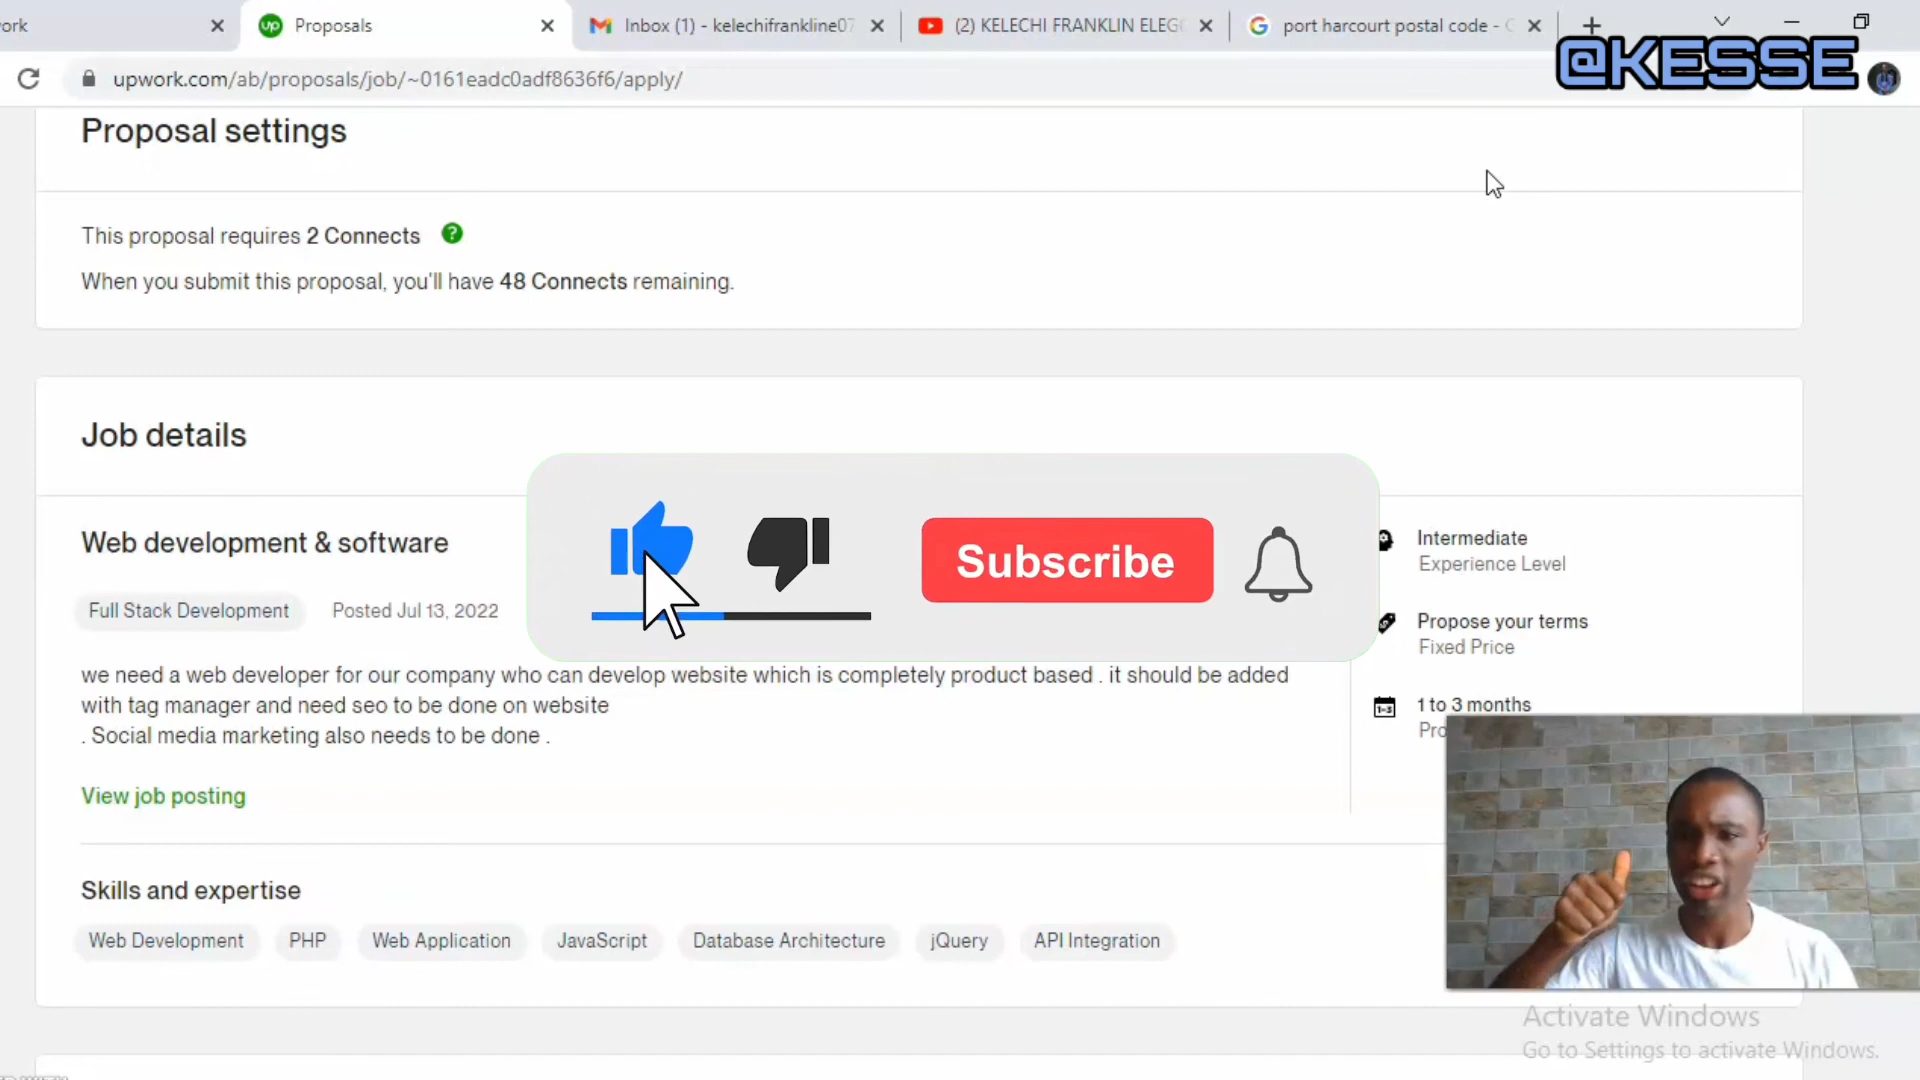 ork
up Proposals
Inbox (1) - kelechifrankline07
(2) KELECHI FRANKLIN ELEG
port harcourt postal code -
@KESSE
upwork.com/ab/proposals/job/~0161eadc0adf8636f6/apply/
Proposal settings
This proposal requires 2 Connects ?
When you submit this proposal, you'll have 48 Connects remaining.
Job details
Web development & software
Full Stack Development Posted Jul 13, 2022
Subscribe
Intermediate
Experience Level
Propose your terms
Fixed Price
we need a web developer for our company who can develop website which is completely product based . it should be added
with tag manager and need seo to be done on website
. Social media marketing also needs to be done .
1 to 3 months
View job posting
Skills and expertise
Web Development PHP Web Application JavaScript Database Architecture jQuery API Integration
Activate Windows
Go to Settings to activate Windows.